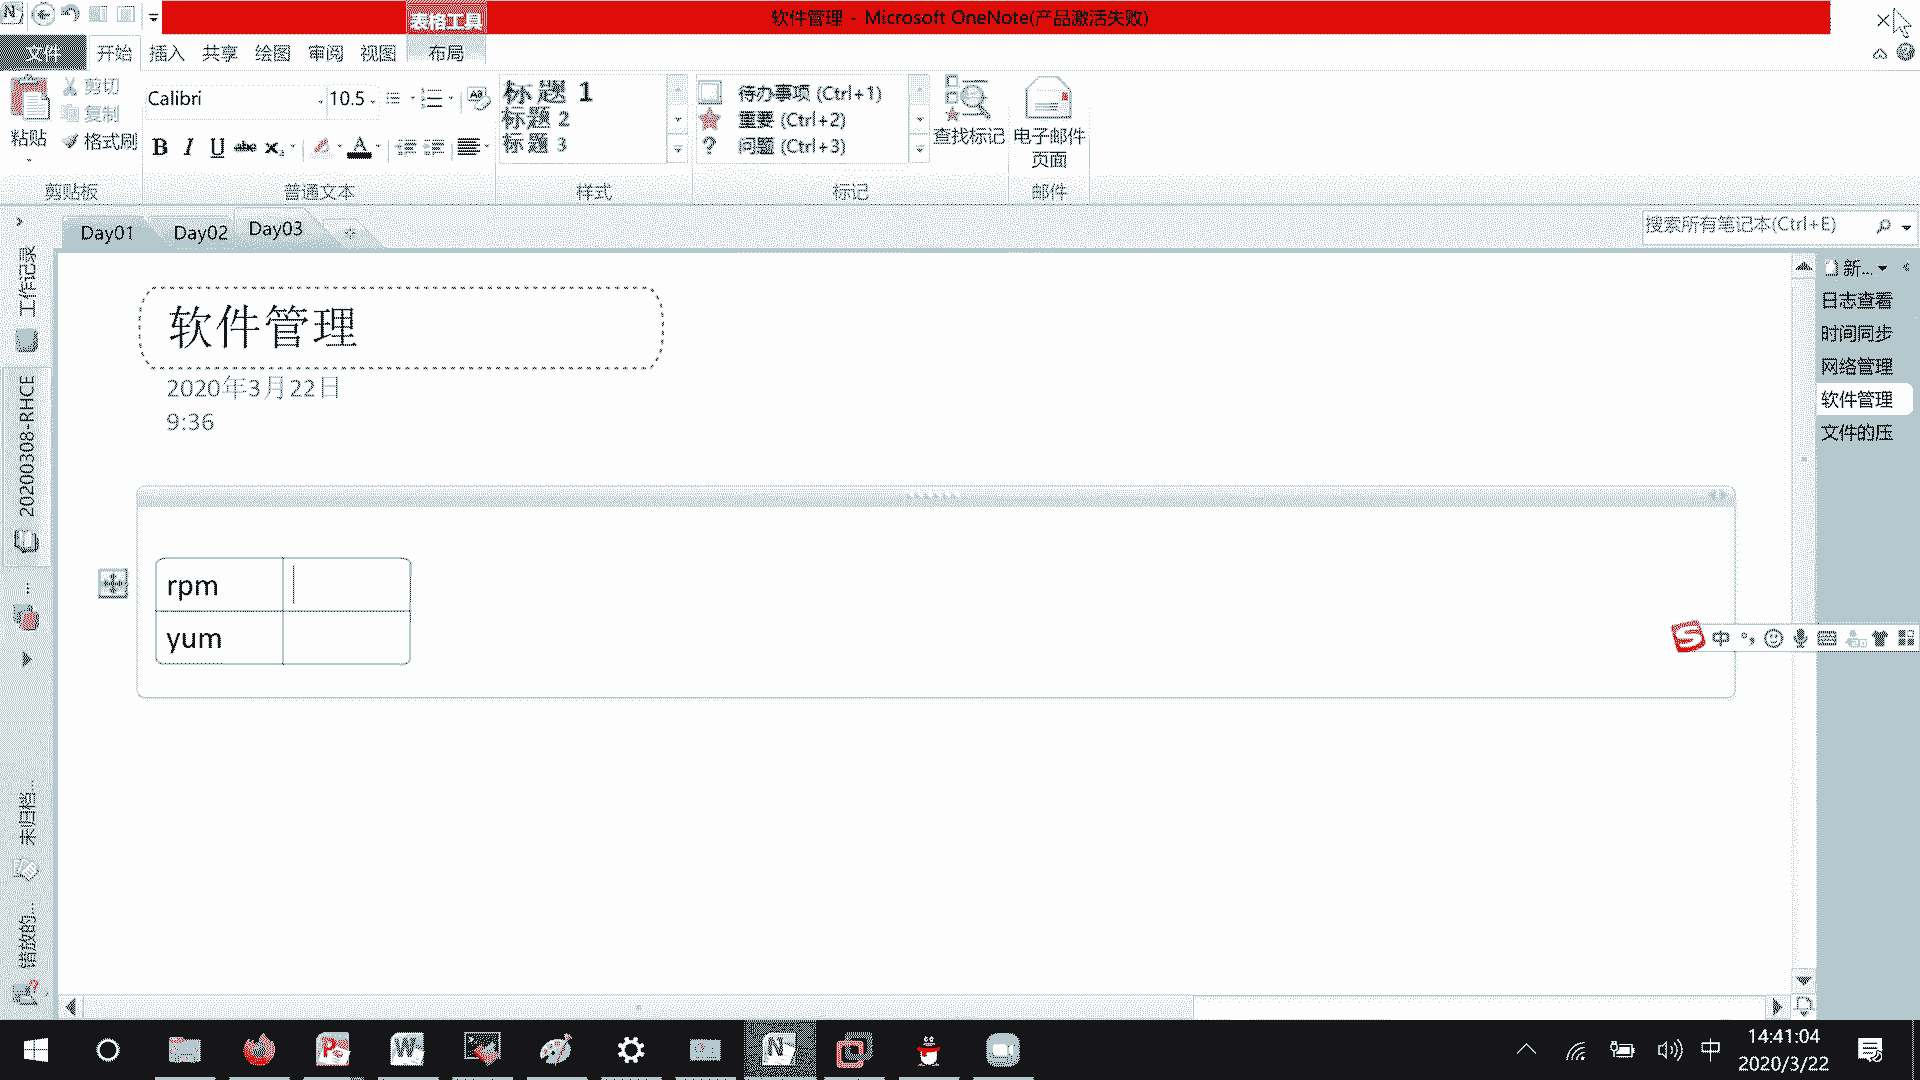 表格工具
软件管理 - Microsoft OneNote(产品激活失败)
文件 开始 插入 共享 绘图 审阅 视图 布局
粘贴
剪切
复制
格式刷
剪贴板
Calibri 10.5
B I U abc
普通文本
标题 1
标题 2
标题 3
样式
待办事项 (Ctrl+1)
重要 (Ctrl+2)
问题 (Ctrl+3)
标记
查找标记
电子邮件
页面
邮件
Day01 Day02 Day03
搜索所有笔记本(Ctrl+E)
工作记录
20200308-RHCE
未归档...
错放的...
软件管理
2020年3月22日
9:36
rpm
yum
新...
日志查看
时间同步
网络管理
软件管理
文件的压
中
中
14:41:04
2020/3/22